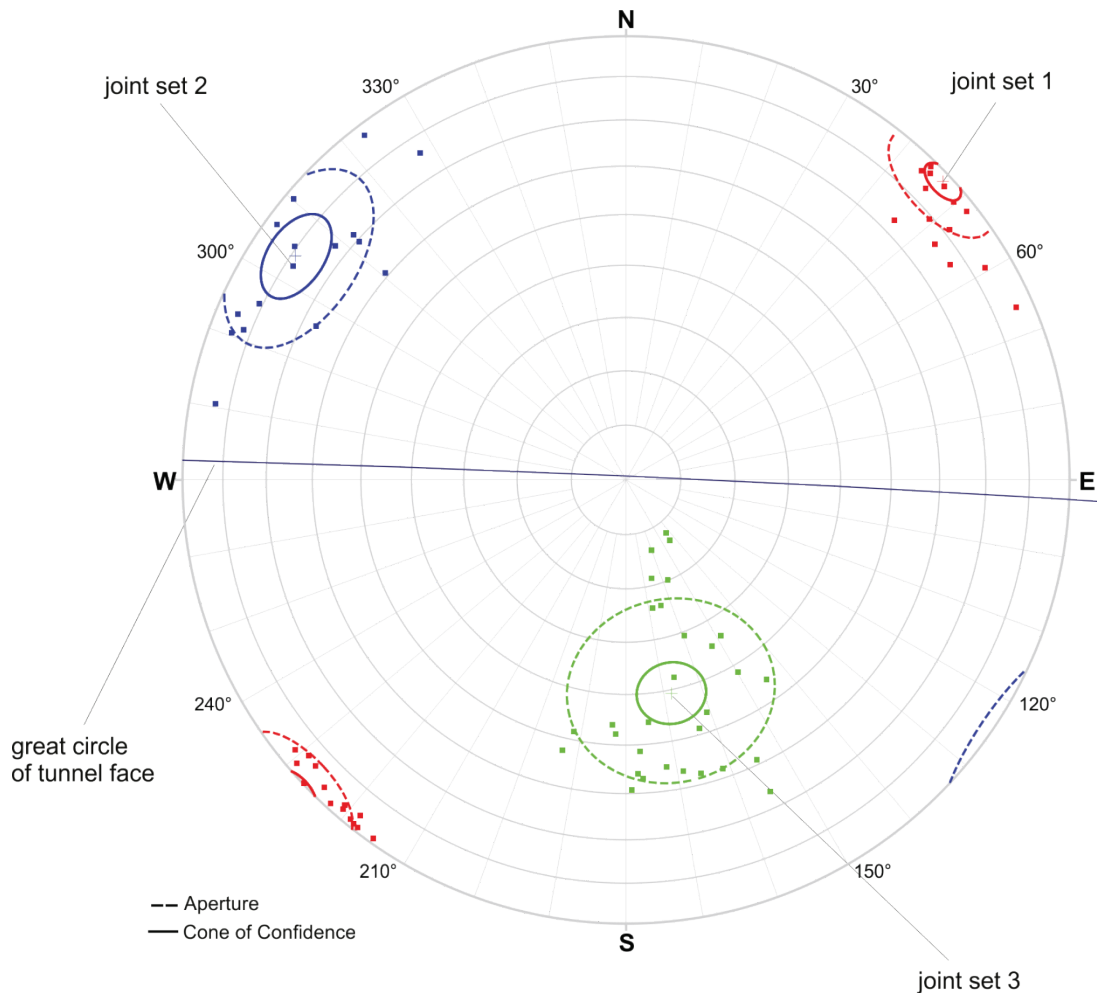 N
joint set 2
330°
30°
joint set 1
300°
60°
W
E
240°
120°
great circle
of tunnel face
210°
150°
Aperture
Cone of Confidence
S
joint set 3